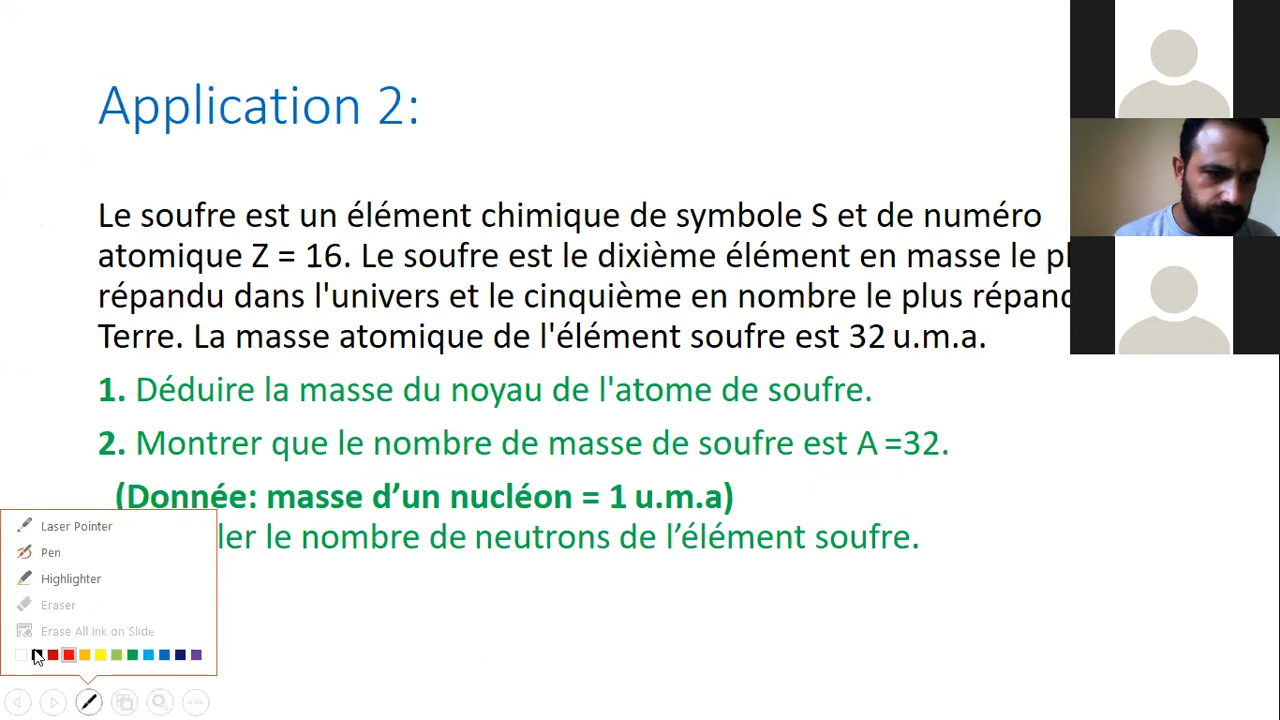 Application 2:
Le soufre est un élément chimique de symbole S et de numéro
atomique Z = 16. Le soufre est le dixième élément en masse le
répandu dans l'univers et le cinquième en nombre le plus
Terre. La masse atomique de l'élément soufre est 32 u.m.a.
1. Déduire la masse du noyau de l'atome de soufre.
2. Montrer que le nombre de masse de soufre est A =32.
(Donnée: masse d’un nucléon = 1 u.m.a)
le nombre de neutrons de l’élément soufre.
Laser Pointer
Pen
Highlighter
Eraser
Erase All Ink on Slide